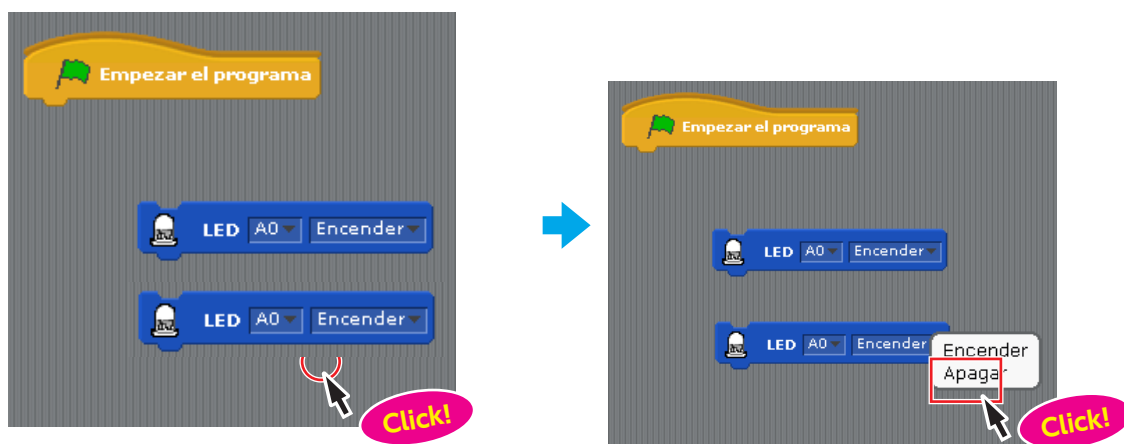 Empezar el programa
LED A0 Encender
LED A0 Encender
Click!
Empezar el programa
LED A0 Encender
LED A0 Encender
Encender
Apagar
Click!